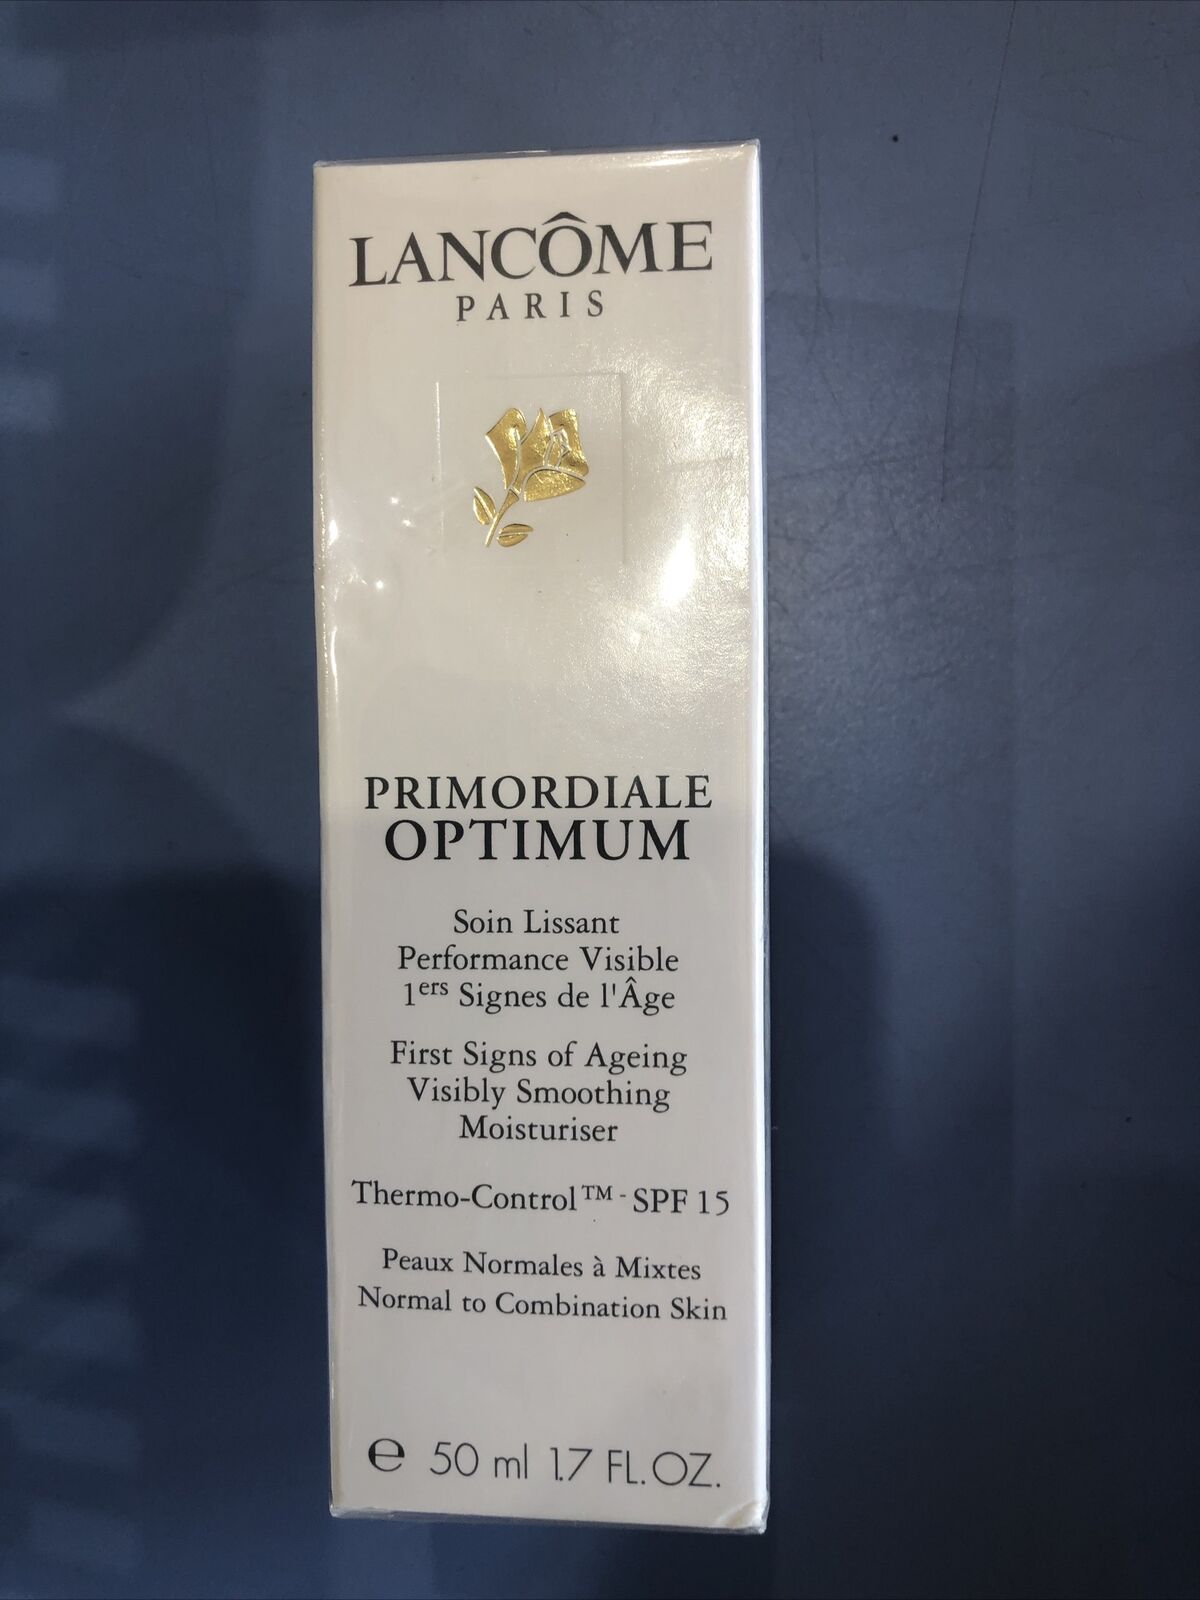 LANCÔME
PARIS
PRIMORDIALE
OPTIMUM
Soin Lissant
Performance Visible
1ers Signes de l'Âge
First Signs of Ageing
Visibly Smoothing
Moisturiser
Thermo-Control™ - SPF 15
Peaux Normales à Mixtes
Normal to Combination Skin
℮ 50 ml 1.7 FL. OZ.